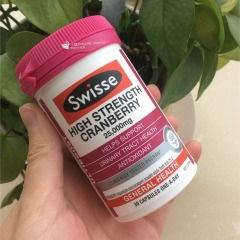 Swisse
HIGH STRENGTH
CRANBERRY
25,000mg
HELPS SUPPORT
URINARY TRACT HEALTH
ANTIOXIDANT
GENERAL HEALTH
30 CAPSULES ONE-A-DAY